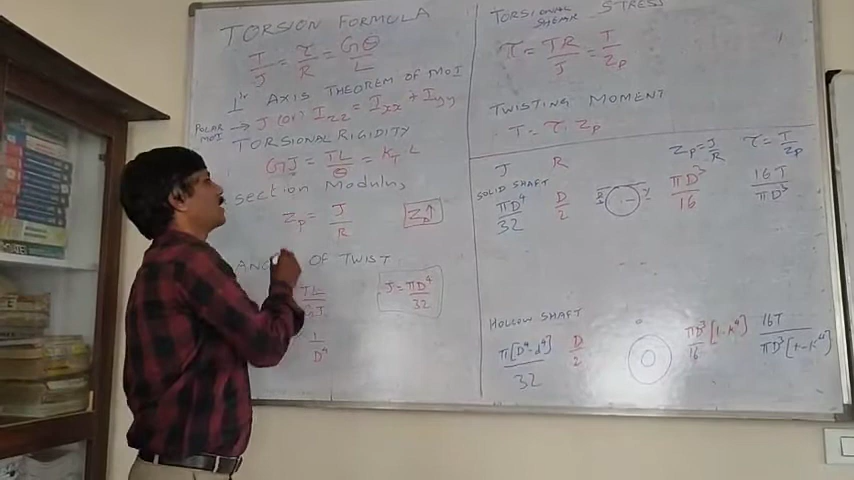 TORSION FORMULA
T/J = τ/R = Gθ/L
⊥r AXIS THEOREM OF MoI
POLAR MoI → J (or) Izz = Ixx + Iyy
TORSIONAL RIGIDITY
GJ = TL/θ = KT·L
Section Modulus
Zp = J/R
Zp↑
OF TWIST
TL
J = πD⁴/32
1/D⁴
TORSIONAL SHEAR STRESS
τ = TR/J = T/Zp
TWISTING MOMENT
T = τ · Zp
J R Zp = J/R τ = T/Zp
SOLID SHAFT
πD⁴/32 D/2 πD³/16 16T/πD³
HOLLOW SHAFT
π[D⁴-d⁴]/32 D/2 πD³/16 [1-K⁴] 16T/πD³[1-K⁴]